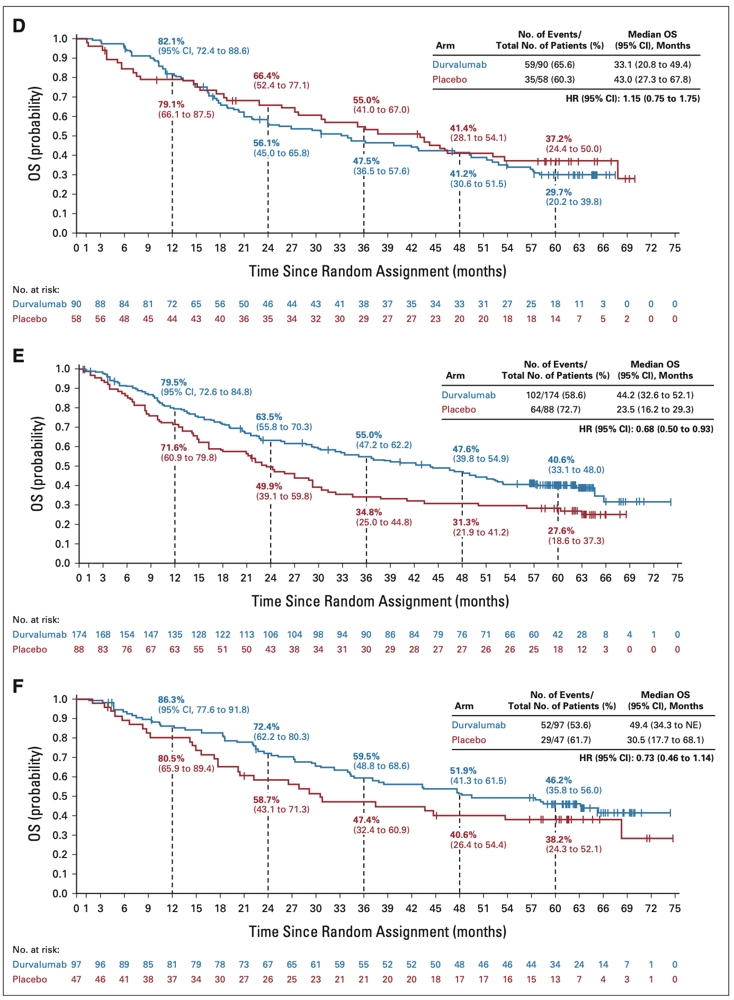 D
No. of Events/ Median OS
Arm Total No. of Patients (%) (95% CI), Months
Durvalumab 59/90 (65.6) 33.1 (20.8 to 49.4)
Placebo 35/58 (60.3) 43.0 (27.3 to 67.8)
HR (95% CI): 1.15 (0.75 to 1.75)
OS (probability)
1.0
0.9
0.8
0.7
0.6
0.5
0.4
0.3
0.2
0.1
0.0
82.1%
(95% CI, 72.4 to 88.6)
79.1%
(66.1 to 87.5)
66.4%
(52.4 to 77.1)
56.1%
(45.0 to 65.8)
55.0%
(41.0 to 67.0)
47.5%
(36.5 to 57.6)
41.4%
(28.1 to 54.1)
41.2%
(30.6 to 51.5)
37.2%
(24.4 to 50.0)
29.7%
(20.2 to 39.8)
0 1 3 6 9 12 15 18 21 24 27 30 33 36 39 42 45 48 51 54 57 60 63 66 69 72 75
Time Since Random Assignment (months)
No. at risk:
Durvalumab 90 88 84 81 72 65 56 50 46 44 43 41 38 37 35 34 33 31 27 25 18 11 3 0 0 0
Placebo 58 56 48 45 44 43 40 36 35 34 32 30 29 27 27 23 20 20 18 18 14 7 5 2 0 0
E
No. of Events/ Median OS
Arm Total No. of Patients (%) (95% CI), Months
Durvalumab 102/174 (58.6) 44.2 (32.6 to 52.1)
Placebo 64/88 (72.7) 23.5 (16.2 to 29.3)
HR (95% CI): 0.68 (0.50 to 0.93)
OS (probability)
1.0
0.9
0.8
0.7
0.6
0.5
0.4
0.3
0.2
0.1
0.0
79.5%
(95% CI, 72.6 to 84.8)
71.6%
(60.9 to 79.8)
63.5%
(55.8 to 70.3)
49.9%
(39.1 to 59.8)
55.0%
(47.2 to 62.2)
34.8%
(25.0 to 44.8)
47.6%
(39.8 to 54.9)
31.3%
(21.9 to 41.2)
40.6%
(33.1 to 48.0)
27.6%
(18.6 to 37.3)
0 1 3 6 9 12 15 18 21 24 27 30 33 36 39 42 45 48 51 54 57 60 63 66 69 72 75
Time Since Random Assignment (months)
No. at risk:
Durvalumab 174 168 154 147 135 128 122 113 106 104 98 94 90 86 84 79 76 71 66 60 42 28 8 4 1 0
Placebo 88 83 76 67 63 55 51 50 43 38 34 31 30 29 28 27 27 26 26 25 18 12 3 0 0 0
F
No. of Events/ Median OS
Arm Total No. of Patients (%) (95% CI), Months
Durvalumab 52/97 (53.6) 49.4 (34.3 to NE)
Placebo 29/47 (61.7) 30.5 (17.7 to 68.1)
HR (95% CI): 0.73 (0.46 to 1.14)
OS (probability)
1.0
0.9
0.8
0.7
0.6
0.5
0.4
0.3
0.2
0.1
0.0
86.3%
(95% CI, 77.6 to 91.8)
80.5%
(65.9 to 89.4)
72.4%
(62.2 to 80.3)
58.7%
(43.1 to 71.3)
59.5%
(48.8 to 68.6)
47.4%
(32.4 to 60.9)
51.9%
(41.3 to 61.5)
40.6%
(26.4 to 54.4)
46.2%
(35.8 to 56.0)
38.2%
(24.3 to 52.1)
0 1 3 6 9 12 15 18 21 24 27 30 33 36 39 42 45 48 51 54 57 60 63 66 69 72 75
Time Since Random Assignment (months)
No. at risk:
Durvalumab 97 96 89 85 81 79 78 73 67 65 61 59 55 52 52 50 48 46 46 44 34 24 14 7 1 0
Placebo 47 46 41 38 37 34 30 27 26 25 23 21 21 20 20 18 17 17 16 15 13 7 4 3 1 0